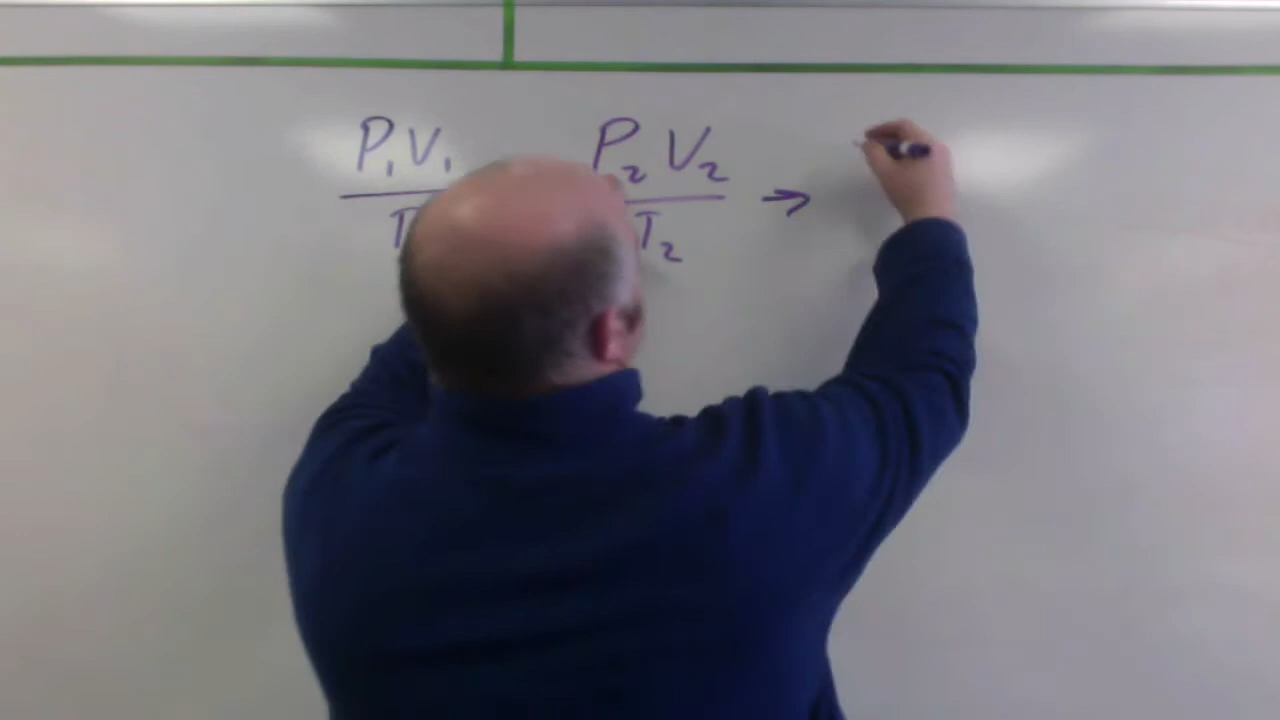 P₁V₁ P₂V₂ →
T T₂